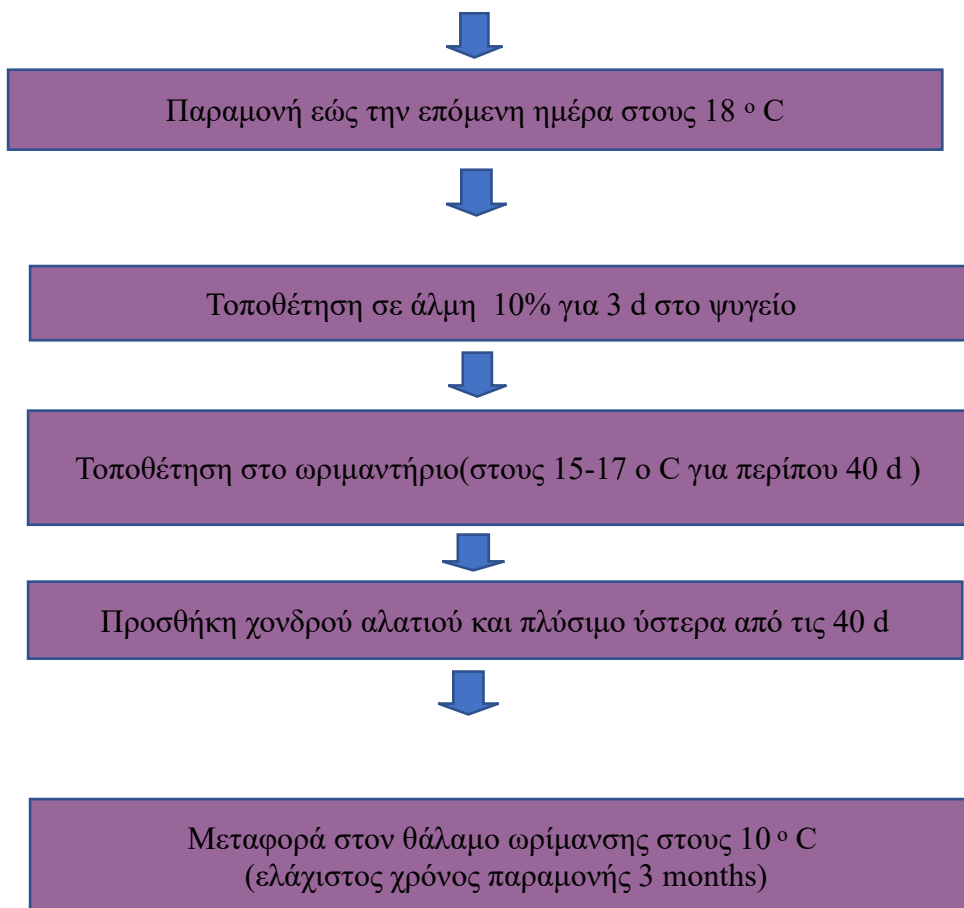 Παραμονή εώς την επόμενη ημέρα στους 18 ο C
Τοποθέτηση σε άλμη 10% για 3 d στο ψυγείο
Τοποθέτηση στο ωριμαντήριο(στους 15-17 ο C για περίπου 40 d )
Προσθήκη χονδρού αλατιού και πλύσιμο ύστερα από τις 40 d
Μεταφορά στον θάλαμο ωρίμανσης στους 10 ο C
(ελάχιστος χρόνος παραμονής 3 months)